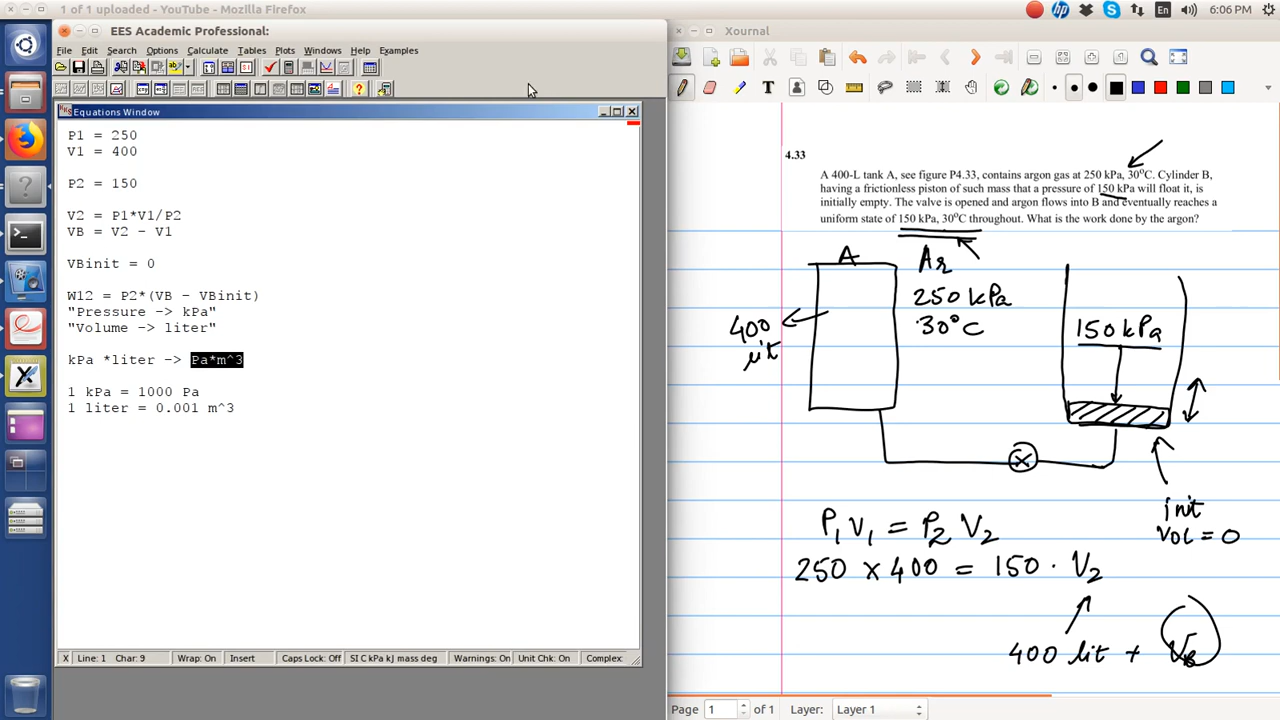 1 of 1 uploaded - YouTube - Mozilla Firefox
En
6:06 PM
EES Academic Professional:
File Edit Search Options Calculate Tables Plots Windows Help Examples
Equations Window
P1 = 250
V1 = 400
P2 = 150
V2 = P1*V1/P2
VB = V2 - V1
VBinit = 0
W12 = P2*(VB - VBinit)
"Pressure -> kPa"
"Volume -> liter"
kPa *liter -> Pa*m^3
1 kPa = 1000 Pa
1 liter = 0.001 m^3
X Line: 1 Char: 9 Wrap: On Insert Caps Lock: Off SI C kPa kJ mass deg Warnings: On Unit Chk: On Complex:
Xournal
4.33
A 400-L tank A, see figure P4.33, contains argon gas at 250 kPa, 30°C. Cylinder B,
having a frictionless piston of such mass that a pressure of 150 kPa will float it, is
initially empty. The valve is opened and argon flows into B and eventually reaches a
uniform state of 150 kPa, 30°C throughout. What is the work done by the argon?
A
Ar
250 kPa
30°C
400
lit
150 kPa
init
vol = 0
P1 V1 = P2 V2
250 x 400 = 150 · V2
400 lit + VB
Page 1 of 1 Layer: Layer 1